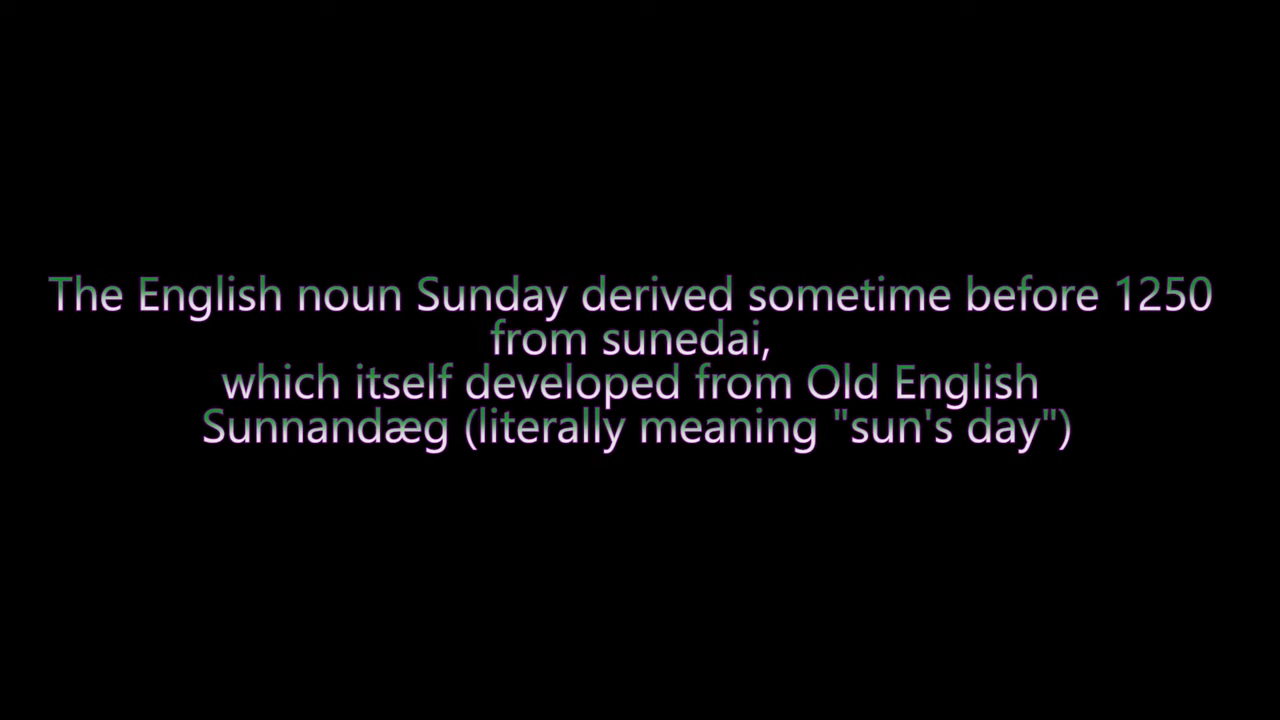 The English noun Sunday derived sometime before 1250
from sunedai,
which itself developed from Old English
Sunnandæg (literally meaning "sun's day")